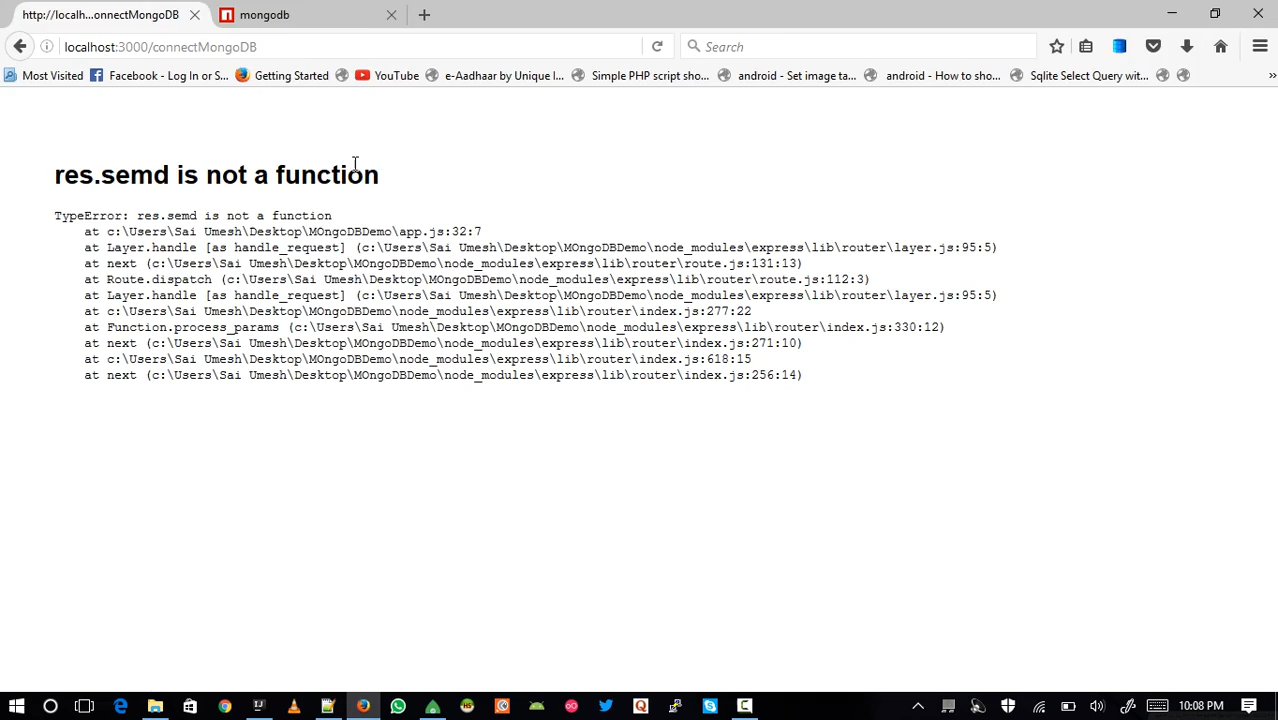 http://localh...onnectMongoDB
mongodb
localhost:3000/connectMongoDB
Search
Most Visited
Facebook - Log In or S...
Getting Started
YouTube
e-Aadhaar by Unique I...
Simple PHP script sho...
android - Set image ta...
android - How to sho...
Sqlite Select Query wit...
res.semd is not a function
TypeError: res.semd is not a function
at c:\Users\Sai Umesh\Desktop\MOngoDBDemo\app.js:32:7
at Layer.handle [as handle_request] (c:\Users\Sai Umesh\Desktop\MOngoDBDemo\node_modules\express\lib\router\layer.js:95:5)
at next (c:\Users\Sai Umesh\Desktop\MOngoDBDemo\node_modules\express\lib\router\route.js:131:13)
at Route.dispatch (c:\Users\Sai Umesh\Desktop\MOngoDBDemo\node_modules\express\lib\router\route.js:112:3)
at Layer.handle [as handle_request] (c:\Users\Sai Umesh\Desktop\MOngoDBDemo\node_modules\express\lib\router\layer.js:95:5)
at c:\Users\Sai Umesh\Desktop\MOngoDBDemo\node_modules\express\lib\router\index.js:277:22
at Function.process_params (c:\Users\Sai Umesh\Desktop\MOngoDBDemo\node_modules\express\lib\router\index.js:330:12)
at next (c:\Users\Sai Umesh\Desktop\MOngoDBDemo\node_modules\express\lib\router\index.js:271:10)
at c:\Users\Sai Umesh\Desktop\MOngoDBDemo\node_modules\express\lib\router\index.js:618:15
at next (c:\Users\Sai Umesh\Desktop\MOngoDBDemo\node_modules\express\lib\router\index.js:256:14)
10:08 PM